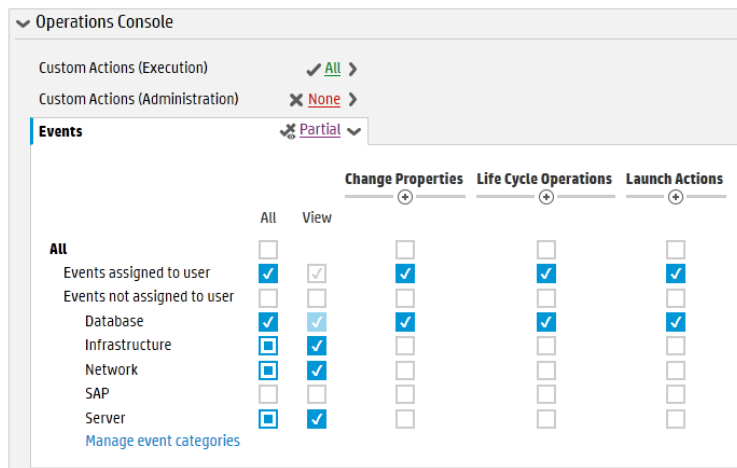 Operations Console
Custom Actions (Execution) All
Custom Actions (Administration) None
Events Partial
Change Properties Life Cycle Operations Launch Actions
All View
All
Events assigned to user
Events not assigned to user
Database
Infrastructure
Network
SAP
Server
Manage event categories